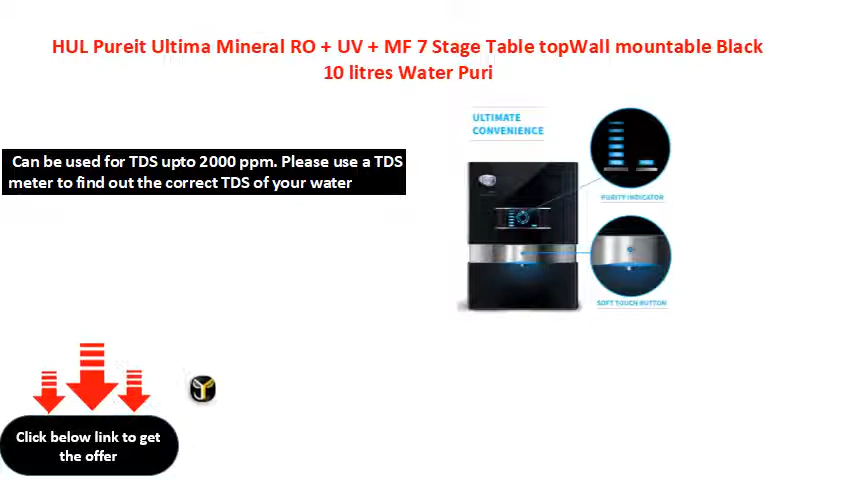 HUL Pureit Ultima Mineral RO + UV + MF 7 Stage Table topWall mountable Black
10 litres Water Puri
ULTIMATE
CONVENIENCE
Can be used for TDS upto 2000 ppm. Please use a TDS
meter to find out the correct TDS of your water
PURITY INDICATOR
SOFT TOUCH BUTTON
Click below link to get
the offer